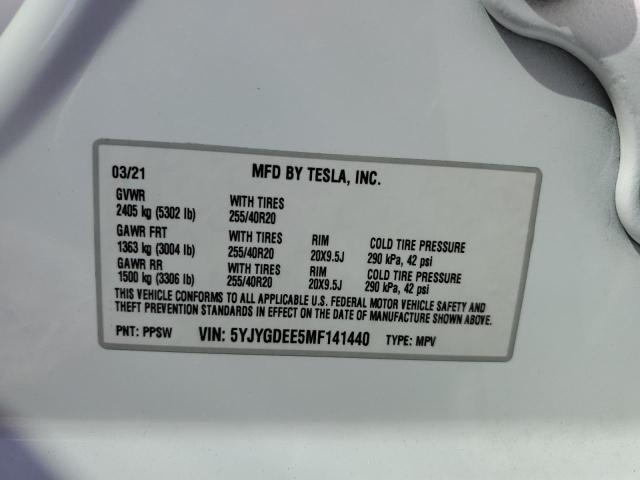 03/21 MFD BY TESLA, INC.
GVWR WITH TIRES
2405 kg (5302 lb) 255/40R20
GAWR FRT WITH TIRES RIM COLD TIRE PRESSURE
1363 kg (3004 lb) 255/40R20 20X9.5J 290 kPa, 42 psi
GAWR RR WITH TIRES RIM COLD TIRE PRESSURE
1500 kg (3306 lb) 255/40R20 20X9.5J 290 kPa, 42 psi
THIS VEHICLE CONFORMS TO ALL APPLICABLE U.S. FEDERAL MOTOR VEHICLE SAFETY AND
THEFT PREVENTION STANDARDS IN EFFECT ON THE DATE OF MANUFACTURE SHOWN ABOVE.
PNT: PPSW VIN: 5YJYGDEE5MF141440 TYPE: MPV